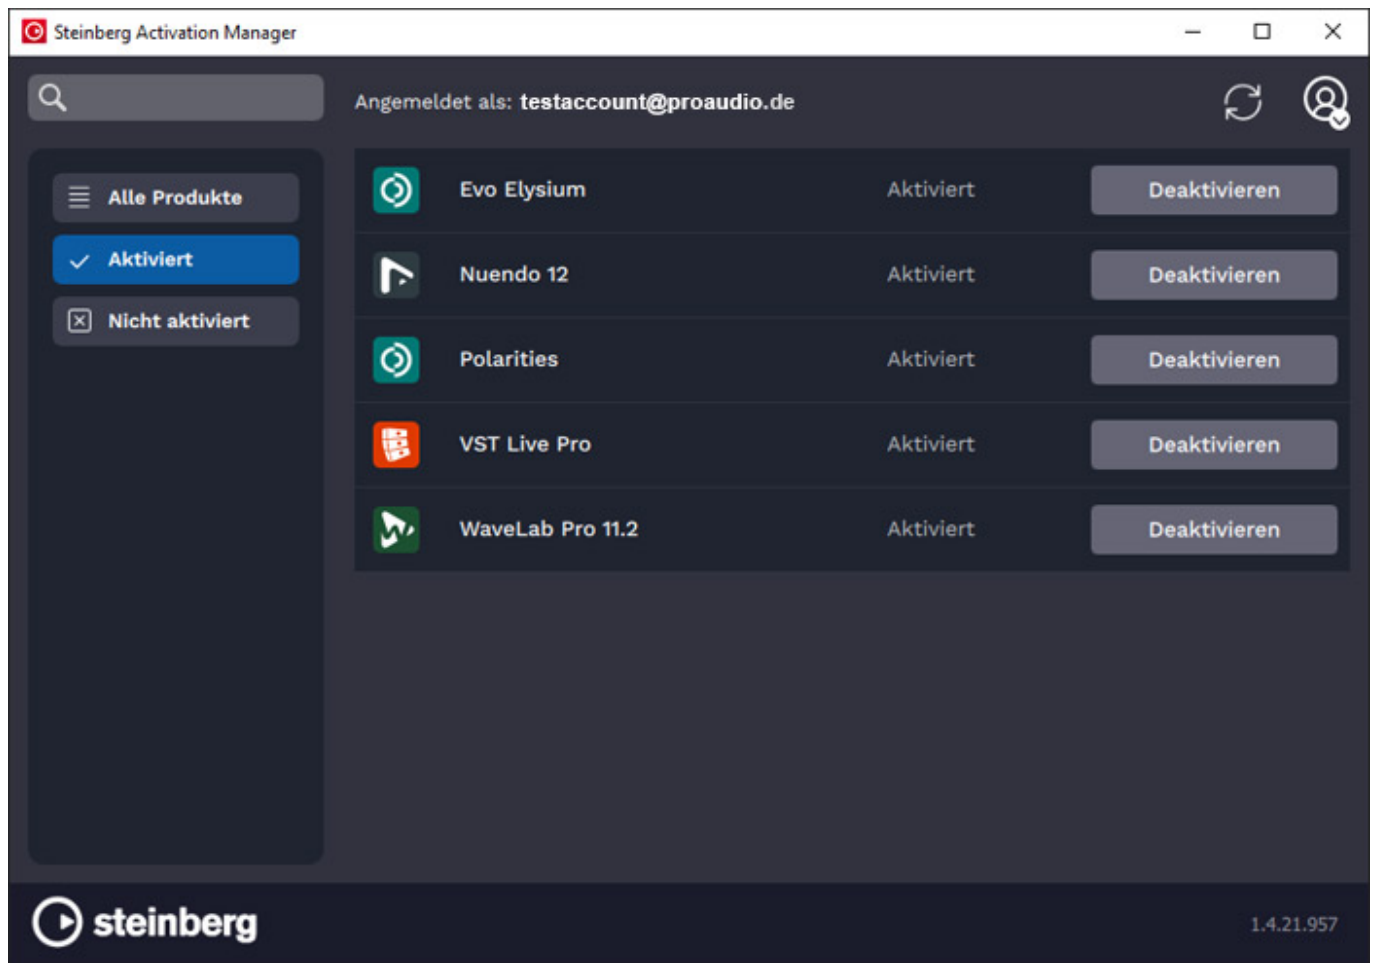 Steinberg Activation Manager
Angemeldet als: testaccount@proaudio.de
Alle Produkte
Aktiviert
Nicht aktiviert
Evo Elysium Aktiviert Deaktivieren
Nuendo 12 Aktiviert Deaktivieren
Polarities Aktiviert Deaktivieren
VST Live Pro Aktiviert Deaktivieren
WaveLab Pro 11.2 Aktiviert Deaktivieren
steinberg
1.4.21.957